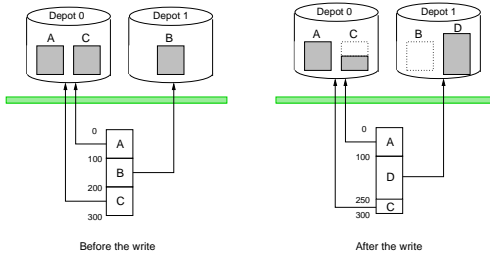 Depot 0
Depot 1
A
C
B
0
A
100
B
200
C
300
Before the write
Depot 0
Depot 1
A
C
B
D
0
A
100
D
250
C
300
After the write